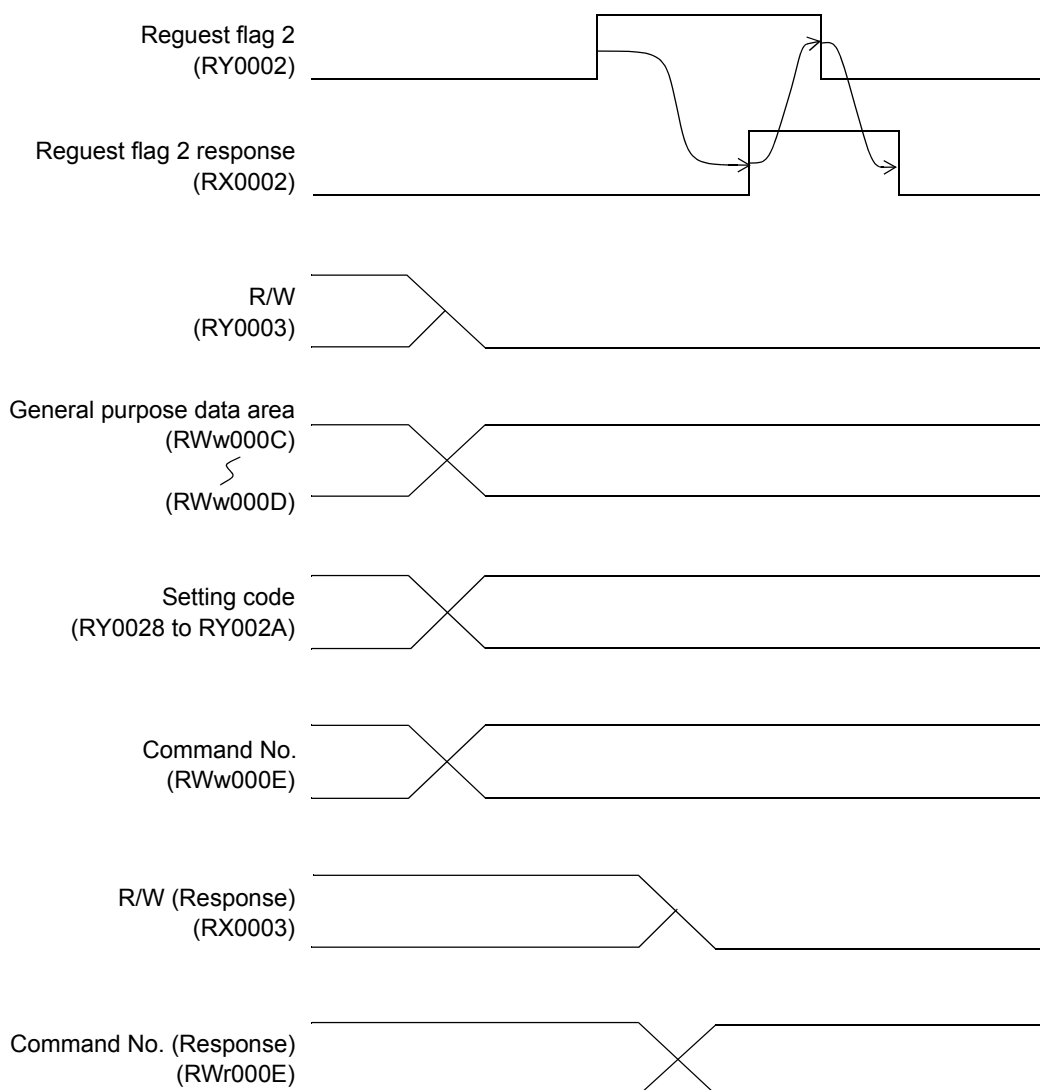 Reguest flag 2
(RY0002)
Reguest flag 2 response
(RX0002)
R/W
(RY0003)
General purpose data area
(RWw000C)
(RWw000D)
Setting code
(RY0028 to RY002A)
Command No.
(RWw000E)
R/W (Response)
(RX0003)
Command No. (Response)
(RWr000E)